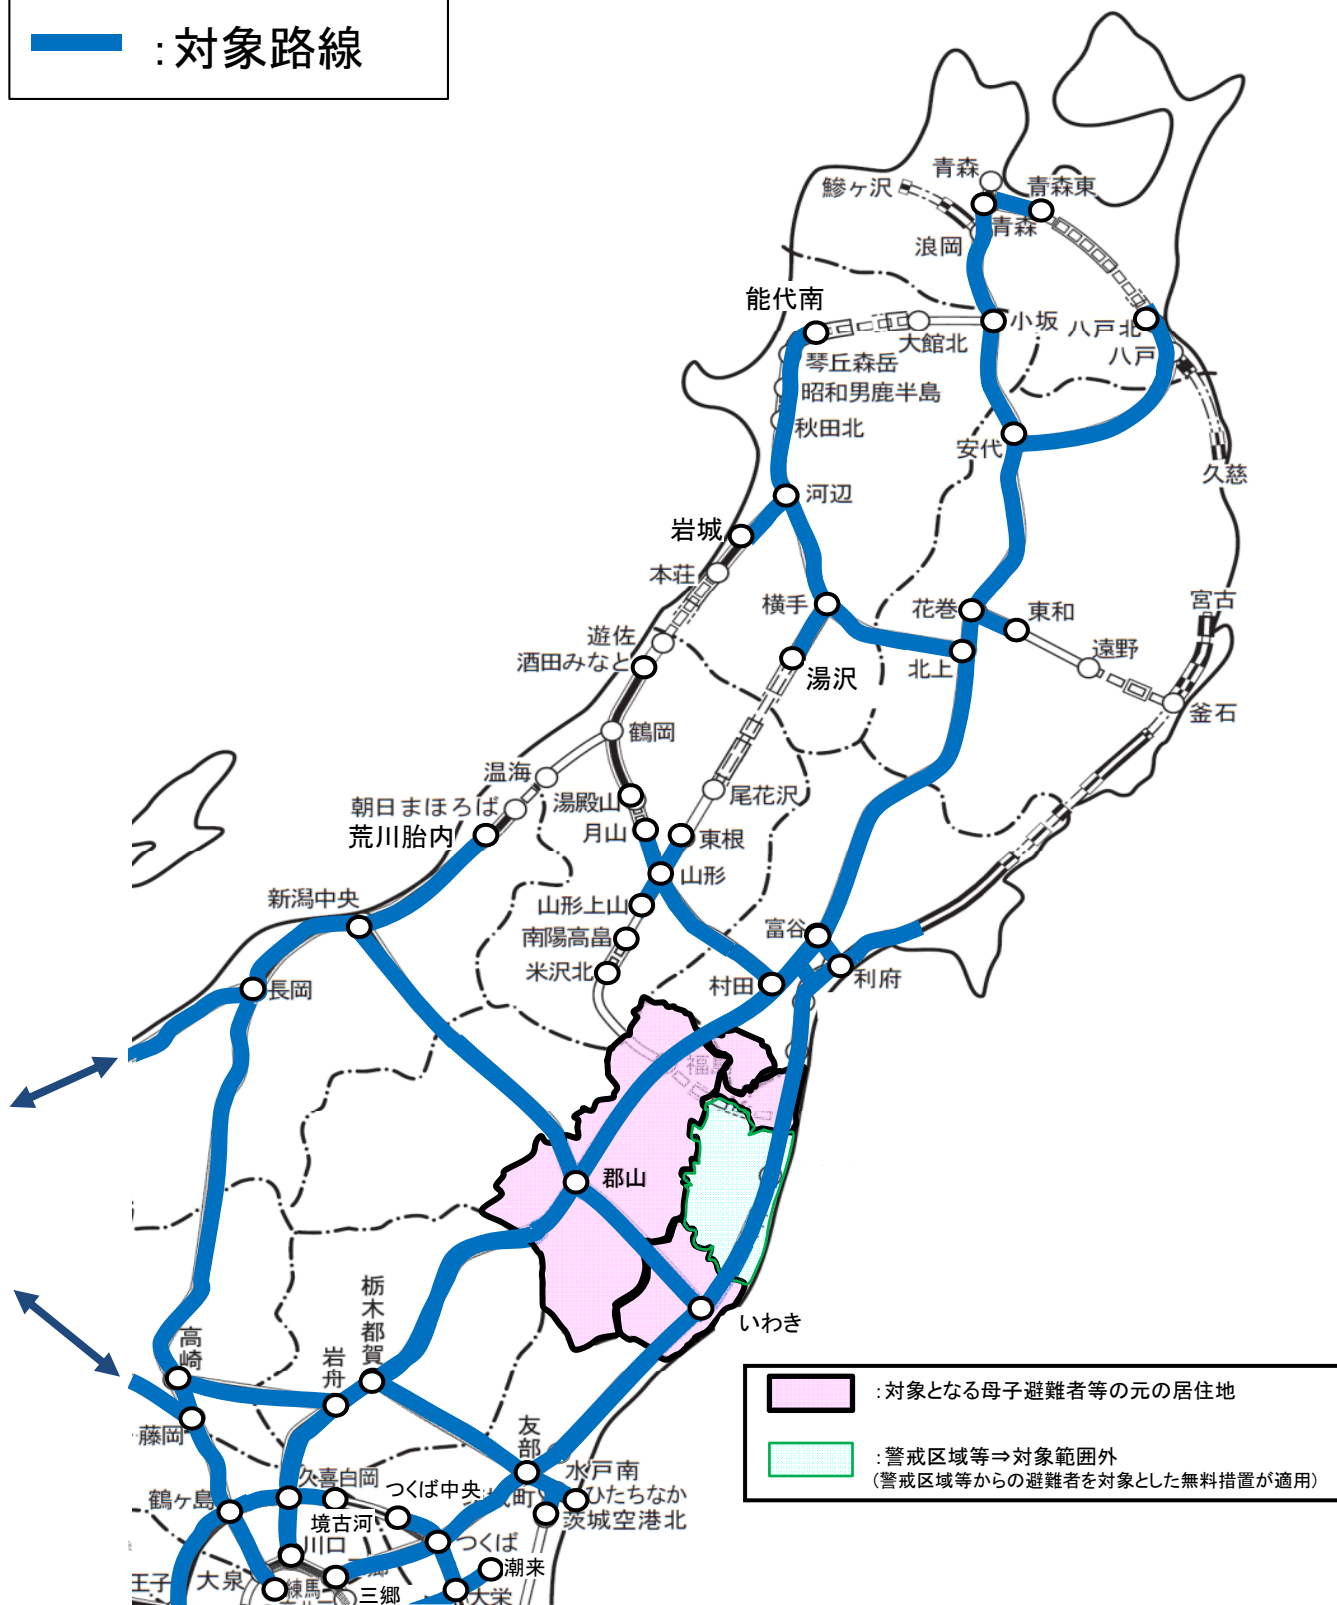 ：対象路線
青森
鰺ヶ沢
青森東
青森
浪岡
能代南
小坂
八戸北
大館北
八戸
琴丘森岳
昭和男鹿半島
秋田北
安代
久慈
河辺
岩城
本荘
横手
花巻
東和
宮古
遊佐
酒田みなと
湯沢
北上
遠野
釜石
鶴岡
温海
湯殿山
尾花沢
朝日まほろば
荒川胎内
月山
東根
山形
新潟中央
山形上山
富谷
南陽高畠
米沢北
村田
利府
長岡
福島
郡山
いわき
栃木都賀
高崎
岩舟
：対象となる母子避難者等の元の居住地
藤岡
友部
：警戒区域等⇒対象範囲外
（警戒区域等からの避難者を対象とした無料措置が適用）
久喜白岡
つくば中央
水戸南
ひたちなか
鶴ヶ島
境古河
町
茨城空港北
川口
つくば
潮来
王子
大泉
練馬
三郷
大栄